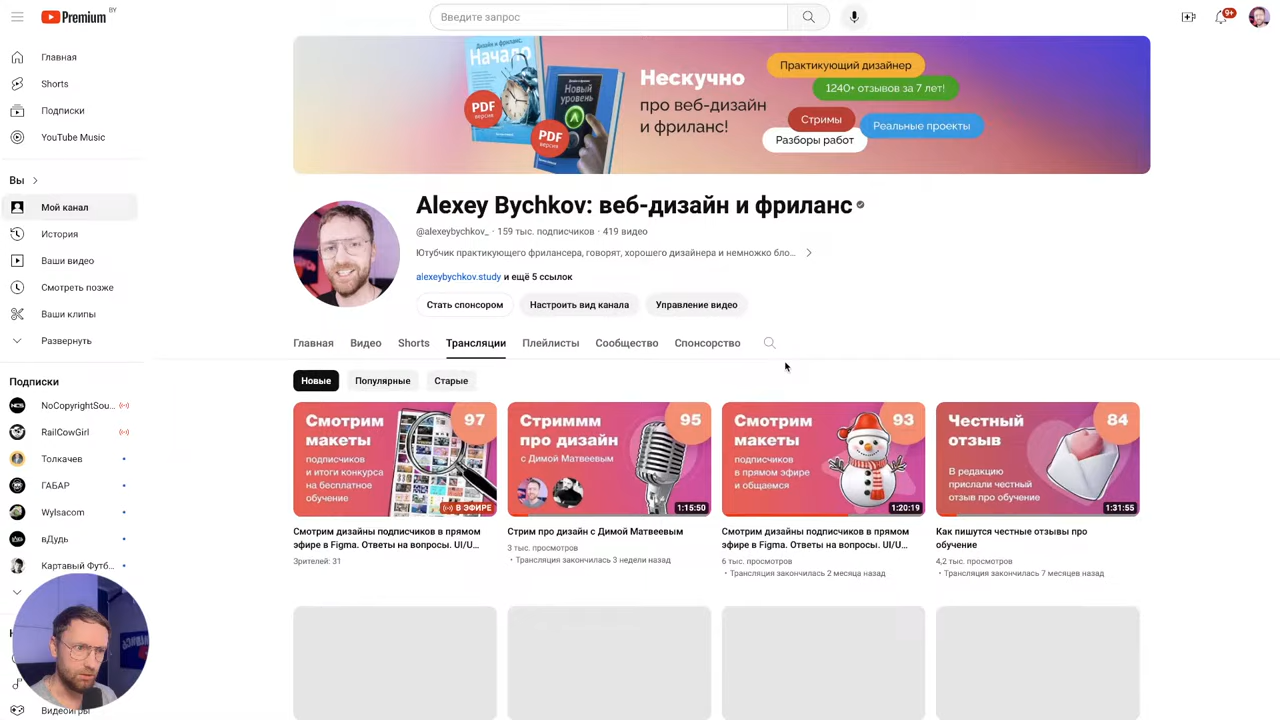 Premium BY
Введите запрос
9+
Главная
Shorts
Подписки
YouTube Music
Вы
Мой канал
История
Ваши видео
Смотреть позже
Ваши клипы
Развернуть
Подписки
NoCopyrightSou...
RailCowGirl
Толкачев
ГАБАР
Wylsacom
вДудь
Картавый Футб...
Видеоигры
Дизайн и фриланс.
Начало
PDF
версия
Новый
уровень
PDF
версия
Нескучно
про веб-дизайн
и фриланс!
Практикующий дизайнер
1240+ отзывов за 7 лет!
Стримы
Реальные проекты
Разборы работ
Alexey Bychkov: веб-дизайн и фриланс
@alexeybychkov_ · 159 тыс. подписчиков · 419 видео
Ютубчик практикующего фрилансера, говорят, хорошего дизайнера и немножко бло...
alexeybychkov.study и ещё 5 ссылок
Стать спонсором
Настроить вид канала
Управление видео
Главная
Видео
Shorts
Трансляции
Плейлисты
Сообщество
Спонсорство
Новые
Популярные
Старые
Смотрим
макеты
подписчиков
и итоги конкурса
на бесплатное
обучение
97
В ЭФИРЕ
Смотрим дизайны подписчиков в прямом
эфире в Figma. Ответы на вопросы. UI/U...
Зрителей: 31
Стримmм
про дизайн
с Димой Матвеевым
95
1:15:50
Стрим про дизайн с Димой Матвеевым
3 тыс. просмотров
• Трансляция закончилась 3 недели назад
Смотрим
макеты
подписчиков
в прямом эфире
и общаемся
93
1:20:19
Смотрим дизайны подписчиков в прямом
эфире в Figma. Ответы на вопросы. UI/U...
6 тыс. просмотров
• Трансляция закончилась 2 месяца назад
Честный
отзыв
В редакцию
прислали честный
отзыв про обучение
84
1:31:55
Как пишутся честные отзывы про
обучение
4,2 тыс. просмотров
• Трансляция закончилась 7 месяцев назад